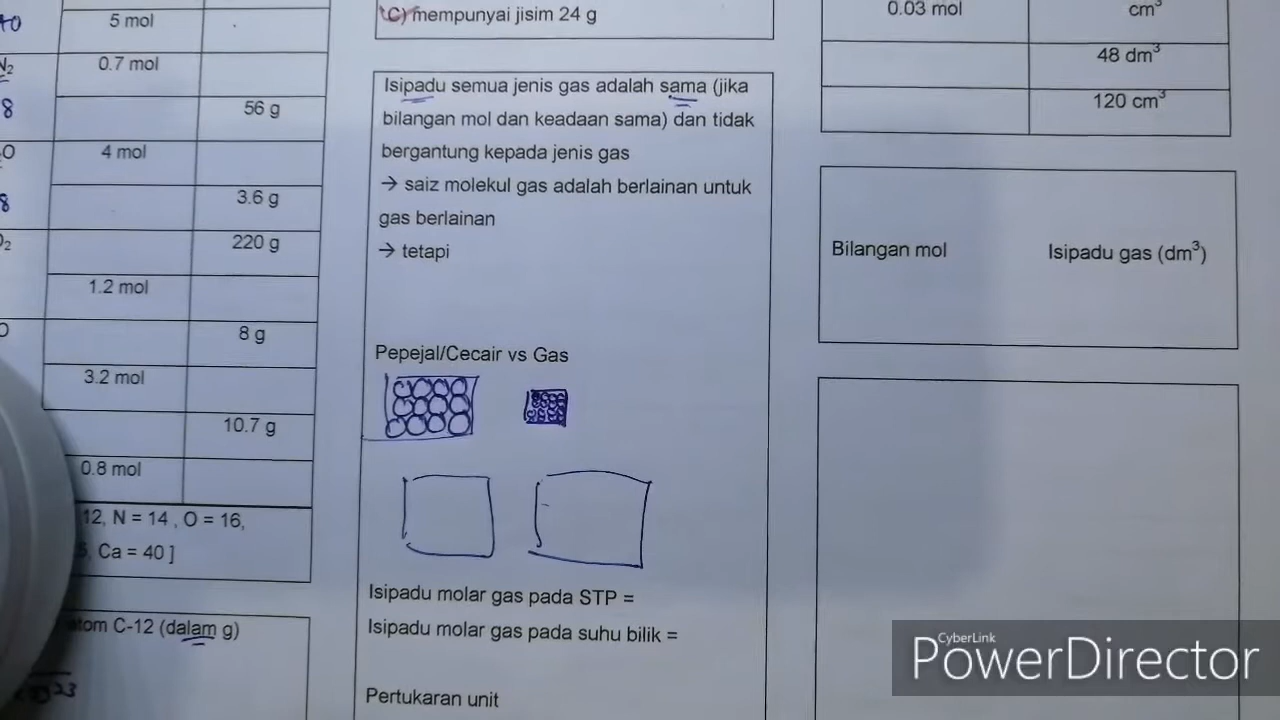 5 mol
N₂
0.7 mol
8
56 g
O
4 mol
8
3.6 g
220 g
1.2 mol
8 g
3.2 mol
10.7 g
0.8 mol
12, N = 14 , O = 16,
Ca = 40 ]
atom C-12 (dalam g)
23
C) mempunyai jisim 24 g
Isipadu semua jenis gas adalah sama (jika
bilangan mol dan keadaan sama) dan tidak
bergantung kepada jenis gas
→ saiz molekul gas adalah berlainan untuk
gas berlainan
→ tetapi
Pepejal/Cecair vs Gas
Isipadu molar gas pada STP =
Isipadu molar gas pada suhu bilik =
Pertukaran unit
0.03 mol
cm³
48 dm³
120 cm³
Bilangan mol Isipadu gas (dm³)
CyberLink
PowerDirector